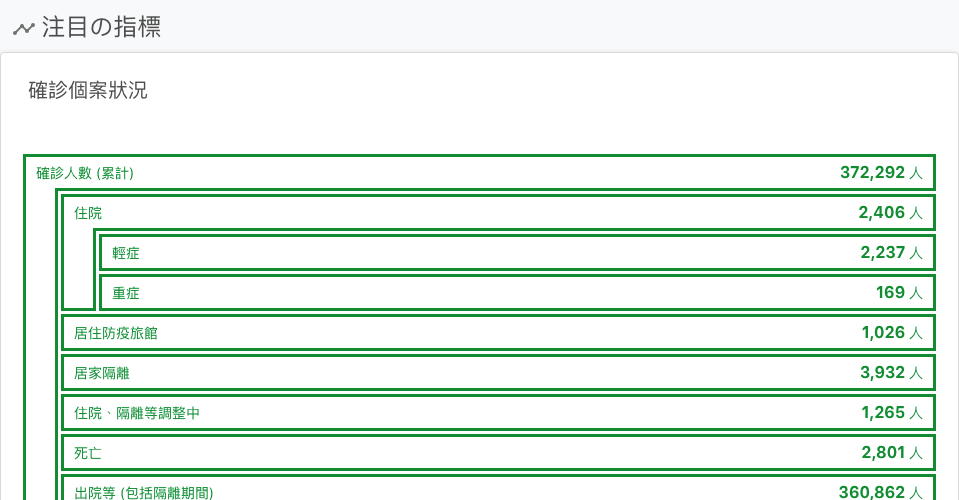 注目の指標
確診個案狀況
確診人數 (累計) 372,292 人
住院 2,406 人
輕症 2,237 人
重症 169 人
居住防疫旅館 1,026 人
居家隔離 3,932 人
住院、隔離等調整中 1,265 人
死亡 2,801 人
出院等 (包括隔離期間) 360,862 人